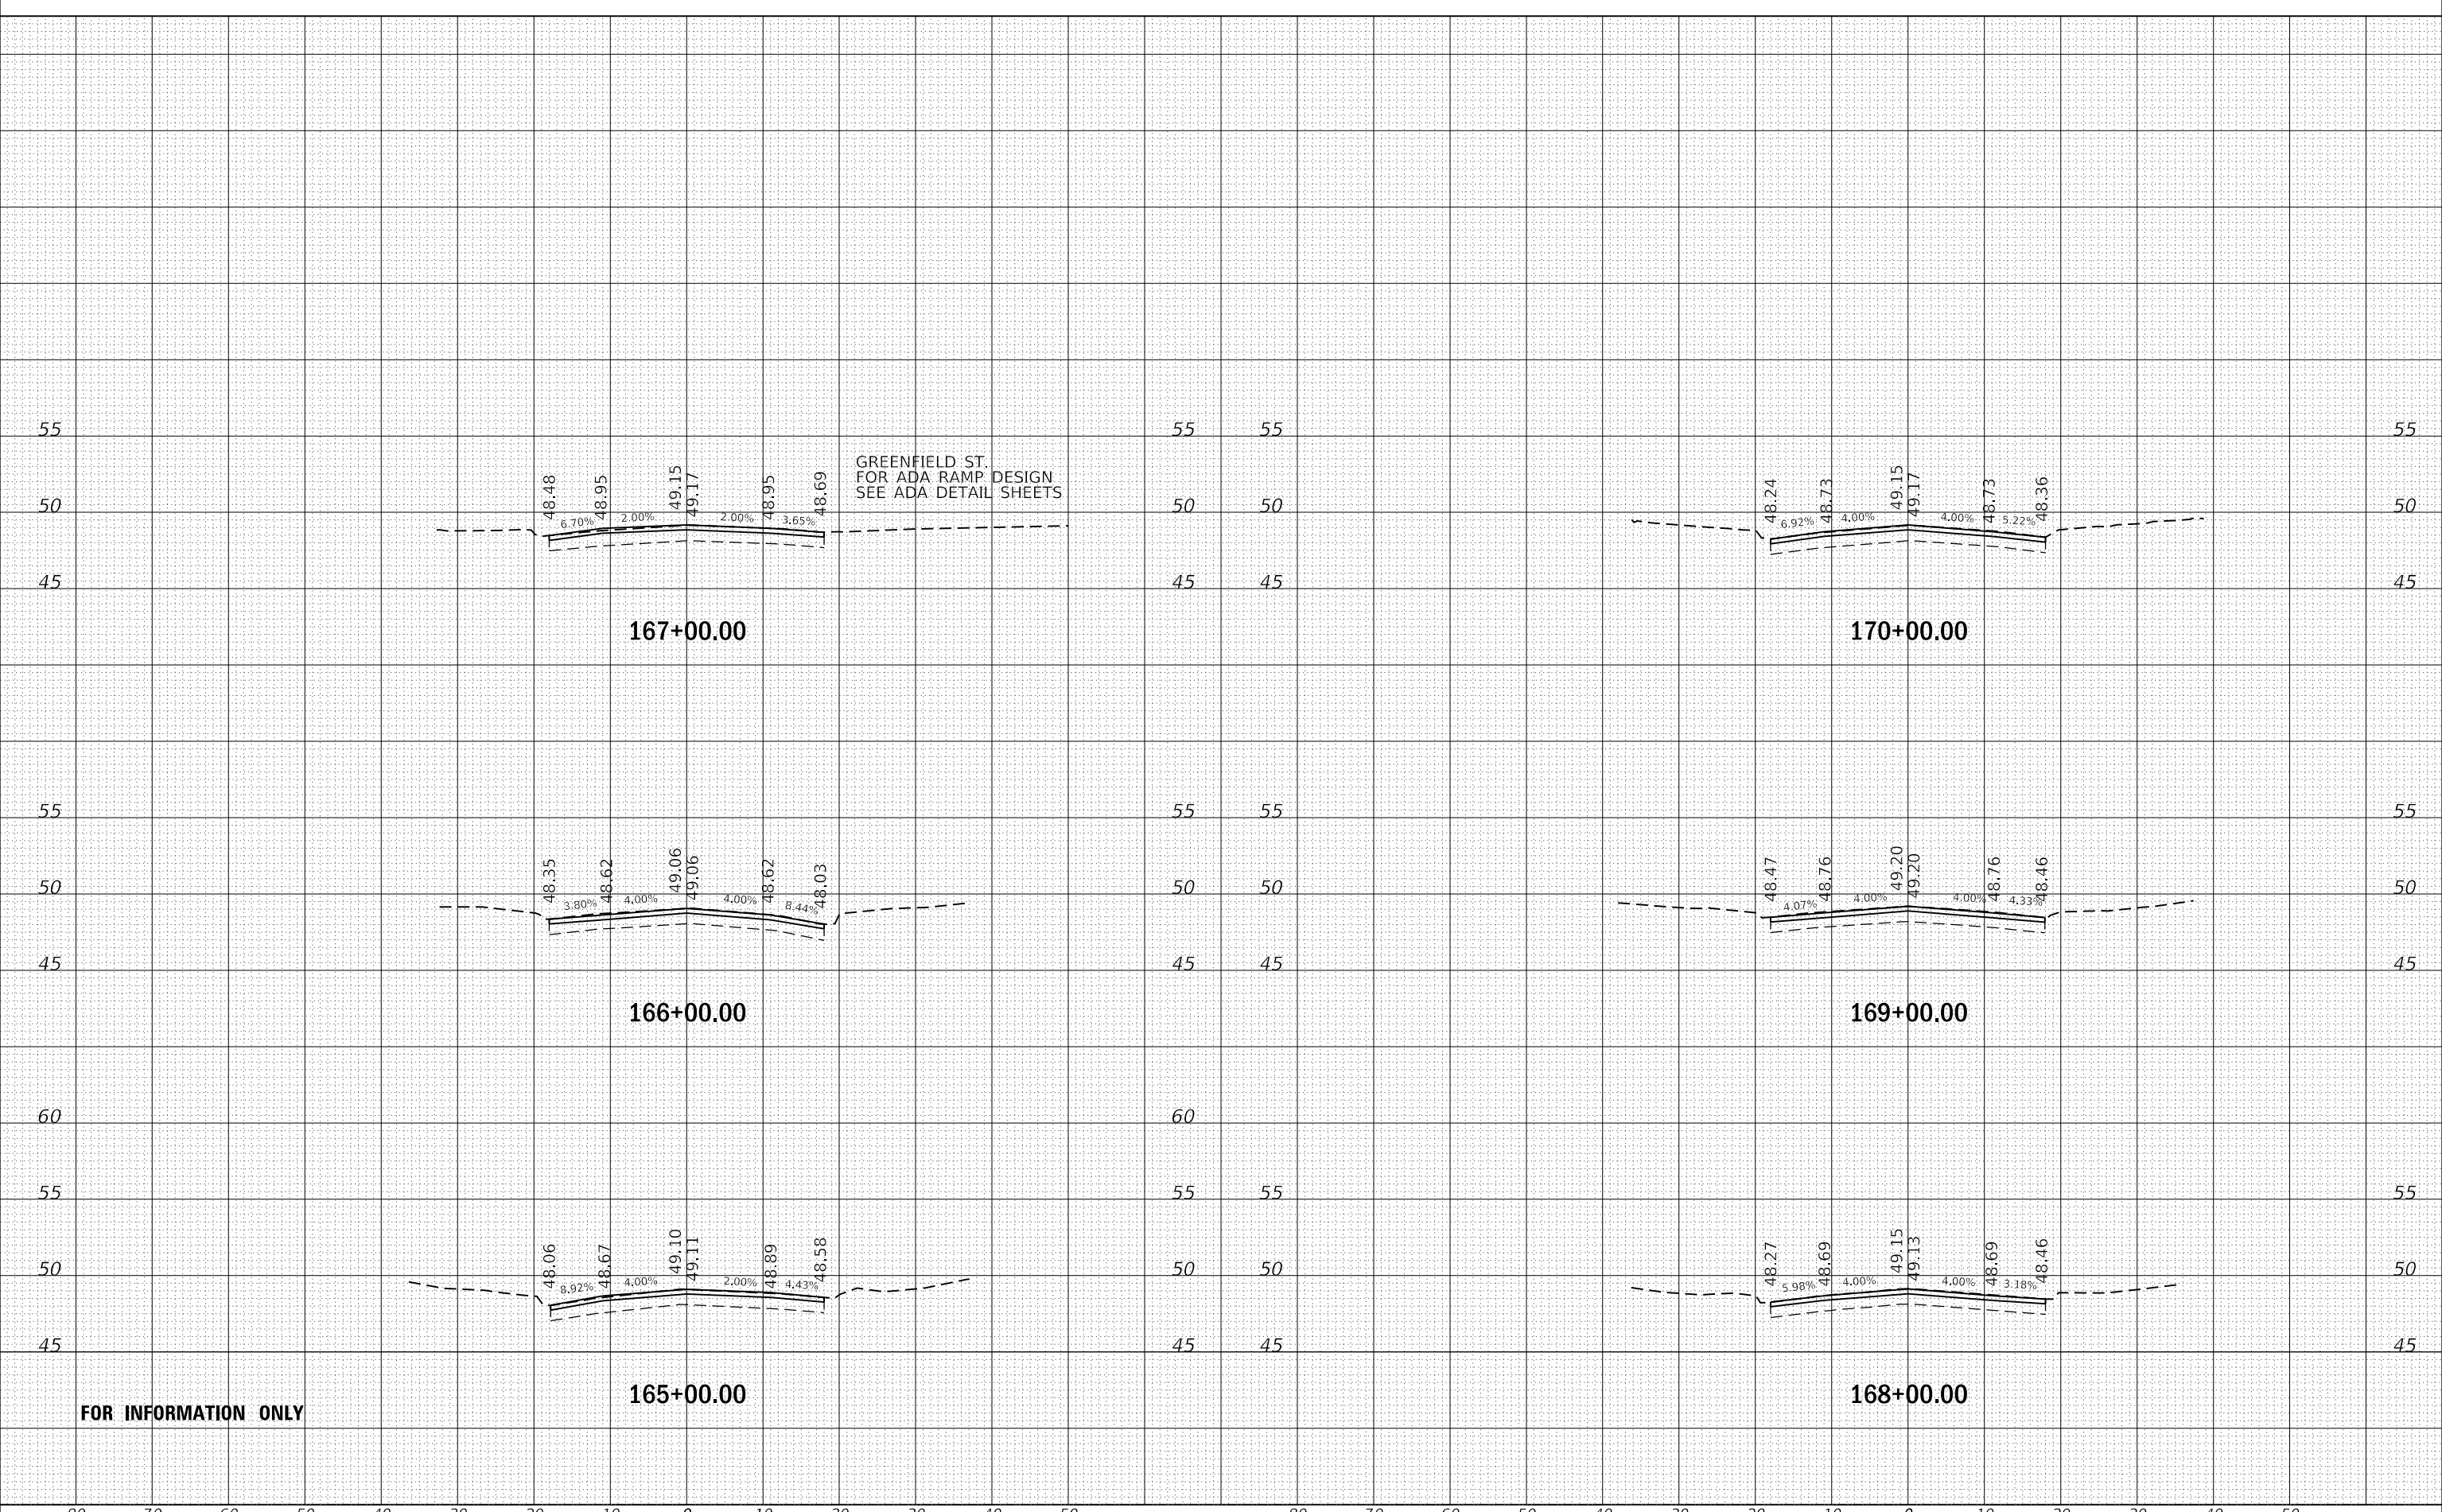 55 55 55 55
GREENFIELD ST.
FOR ADA RAMP DESIGN
SEE ADA DETAIL SHEETS
48.48 48.95 49.15 49.17 48.95 48.69
48.24 48.73 49.15 49.17 48.73 48.36
50 50 50 50
6.70% 2.00% 2.00% 3.65%
6.92% 4.00% 4.00% 5.22%
45 45 45 45
167+00.00 170+00.00
55 55 55 55
48.35 48.62 49.06 49.06 48.62 48.03
48.47 48.76 49.20 49.20 48.76 48.46
50 50 50 50
3.80% 4.00% 4.00% 8.44%
4.07% 4.00% 4.00% 4.33%
45 45 45 45
166+00.00 169+00.00
60 60
55 55 55 55
48.06 48.67 49.10 49.11 48.89 48.58
48.27 48.69 49.15 49.13 48.69 48.46
50 50 50 50
8.92% 4.00% 2.00% 4.43%
5.98% 4.00% 4.00% 3.18%
45 45 45 45
165+00.00 168+00.00
FOR INFORMATION ONLY